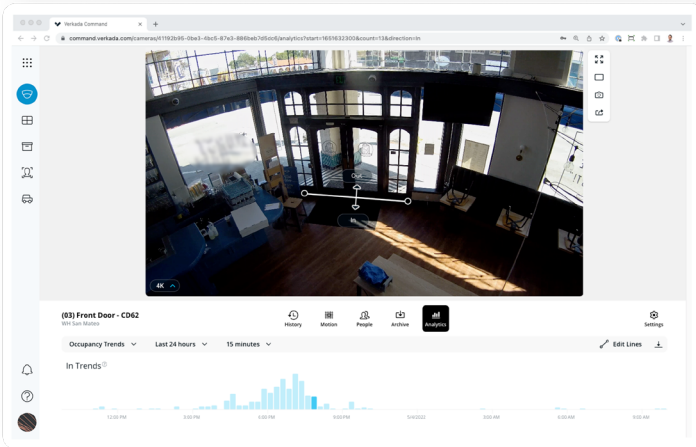 Verkada Command
command.verkada.com/cameras/41192b95-0be3-4bc5-87e3-886beb7d5dc6/analytics?start=1651632300&count=13&direction=in
Out
In
4K
(03) Front Door - CD62
WH San Mateo
History
Motion
People
Archive
Analytics
Settings
Occupancy Trends
Last 24 hours
15 minutes
Edit Lines
In Trends
12:00 PM
3:00 PM
6:00 PM
9:00 PM
5/4/2022
3:00 AM
6:00 AM
9:00 AM